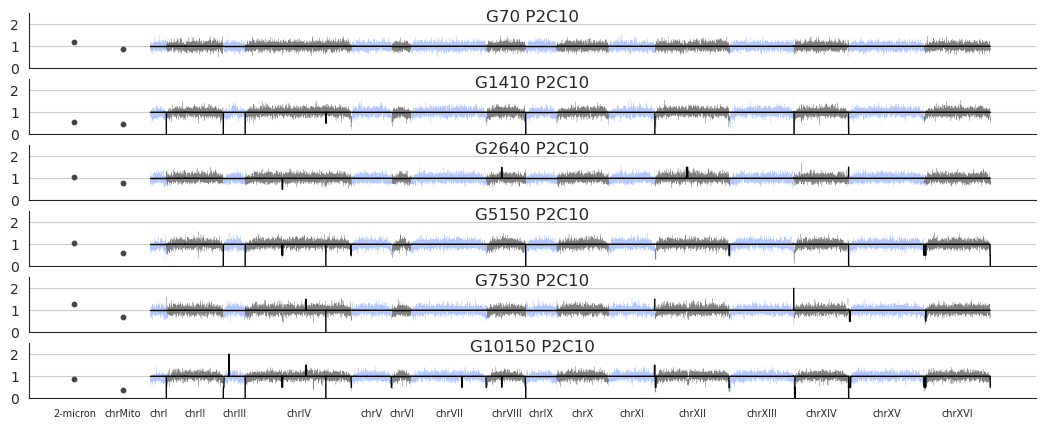 G70 P2C10
2
1
0
G1410 P2C10
2
1
0
G2640 P2C10
2
1
0
G5150 P2C10
2
1
0
G7530 P2C10
2
1
0
G10150 P2C10
2
1
0
2-micron chrMito chrI chrII chrIII chrIV chrV chrVI chrVII chrVIII chrIX chrX chrXI chrXII chrXIII chrXIV chrXV chrXVI